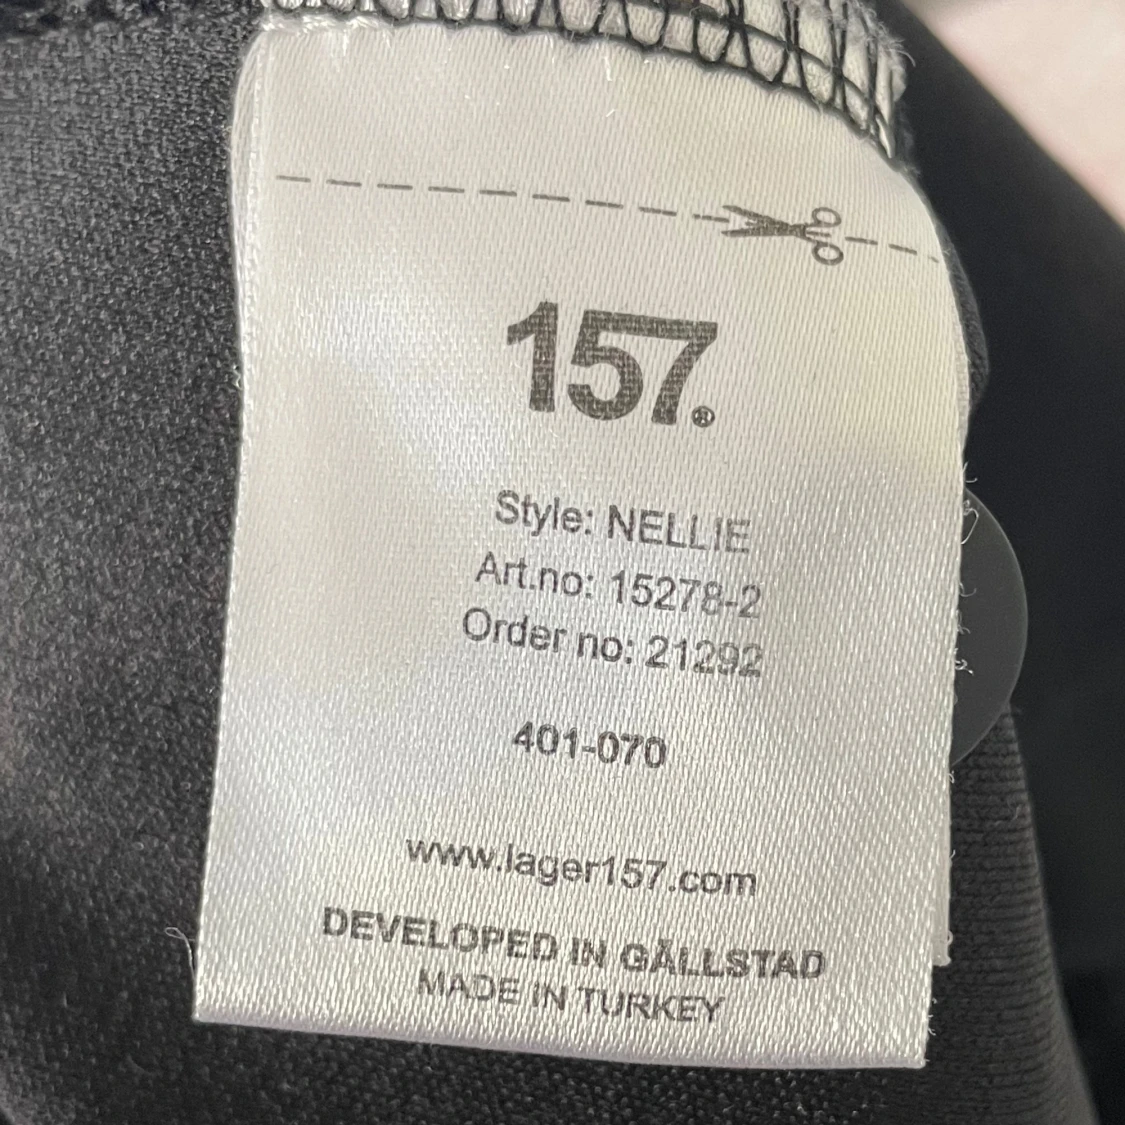 157.®
Style: NELLIE
Art.no: 15278-2
Order no: 21292
401-070
www.lager157.com
DEVELOPED IN GÄLLSTAD
MADE IN TURKEY